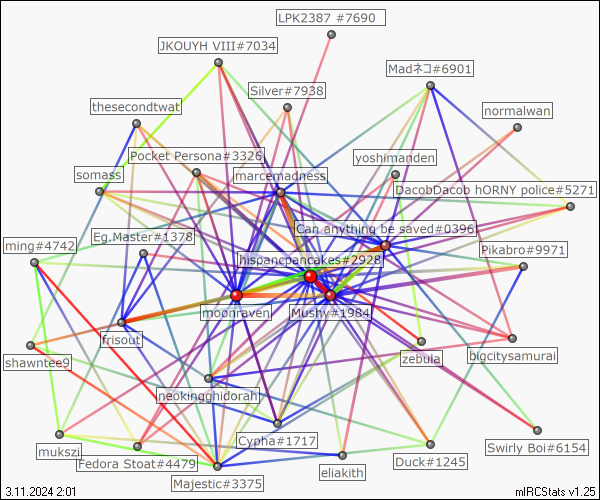 LPK2387 #7690
JKOUYH VIII#7034
Madネコ#6901
Silver#7938
thesecondtwat
normalwan
Pocket Persona#3326
yoshimanden
somass
marcemadness
DacobDacob hORNY police#5271
Can anything be saved#0396
Eg.Master#1378
ming#4742
Pikabro#9971
hispancpancakes#2928
moonraven
Mushy#1984
frisout
shawntee9
zebula
bigcitysamurai
neokingghidorah
Cypha#1717
Swirly Boi#6154
mukszi
Fedora Stoat#4479
Duck#1245
eliakith
Majestic#3375
3.11.2024 2:01
mIRCStats v1.25